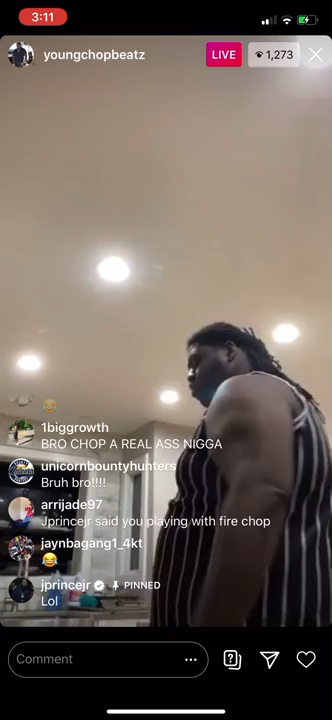 3:11
youngchopbeatz
LIVE
1,273
1biggrowth
BRO CHOP A REAL ASS NIGGA
unicornbountyhunters
Bruh bro!!!!
arrijade97
Jprincejr said you playing with fire chop
jaynbagang1_4kt
😂
jprincejr PINNED
Lol
Comment